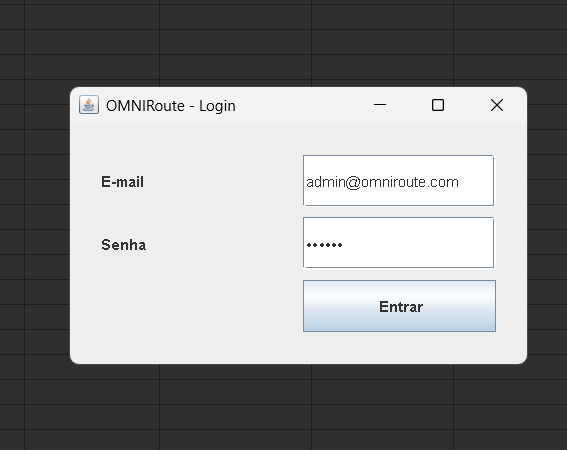 OMNIRoute - Login
E-mail
admin@omniroute.com
Senha
••••••
Entrar